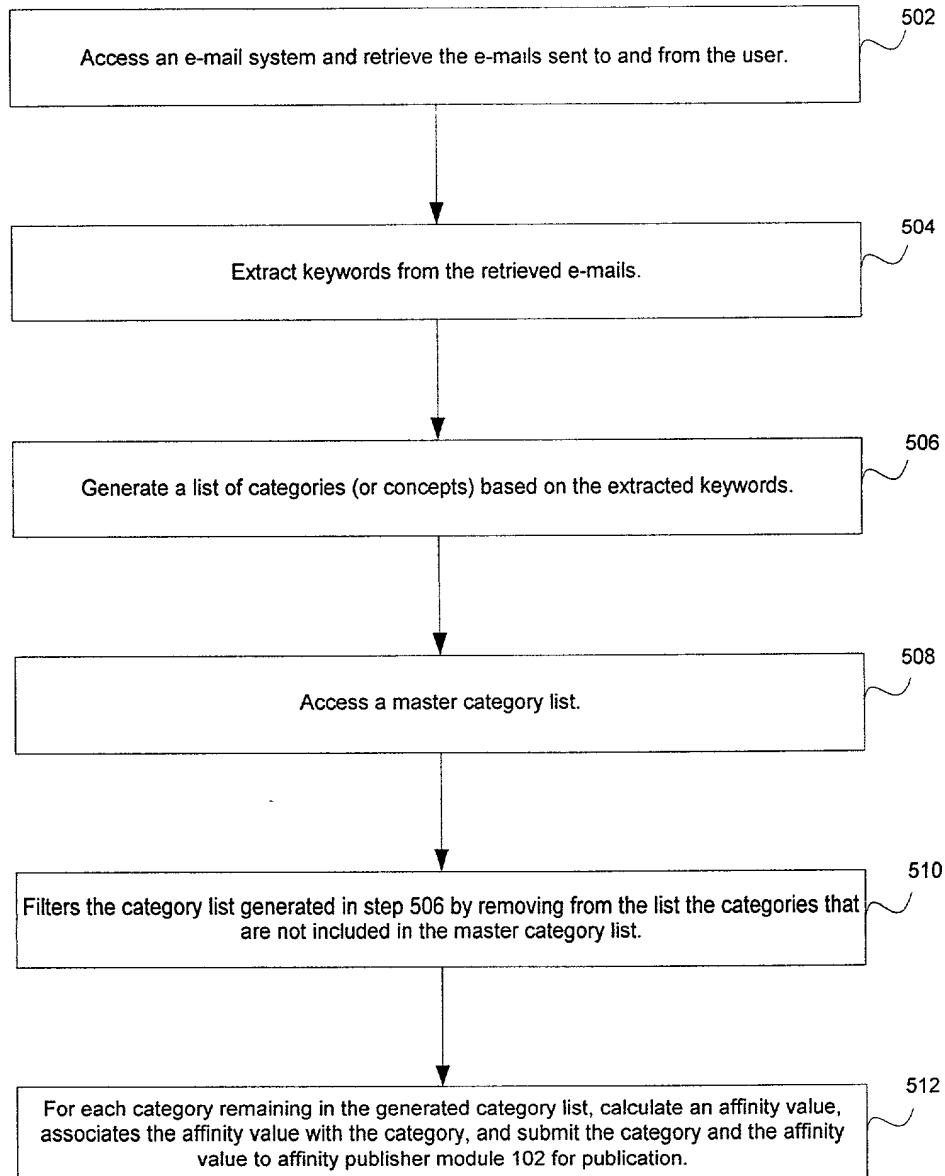 502
Access an e-mail system and retrieve the e-mails sent to and from the user.
504
Extract keywords from the retrieved e-mails.
506
Generate a list of categories (or concepts) based on the extracted keywords.
508
Access a master category list.
510
Filters the category list generated in step 506 by removing from the list the categories that
are not included in the master category list.
512
For each category remaining in the generated category list, calculate an affinity value,
associates the affinity value with the category, and submit the category and the affinity
value to affinity publisher module 102 for publication.